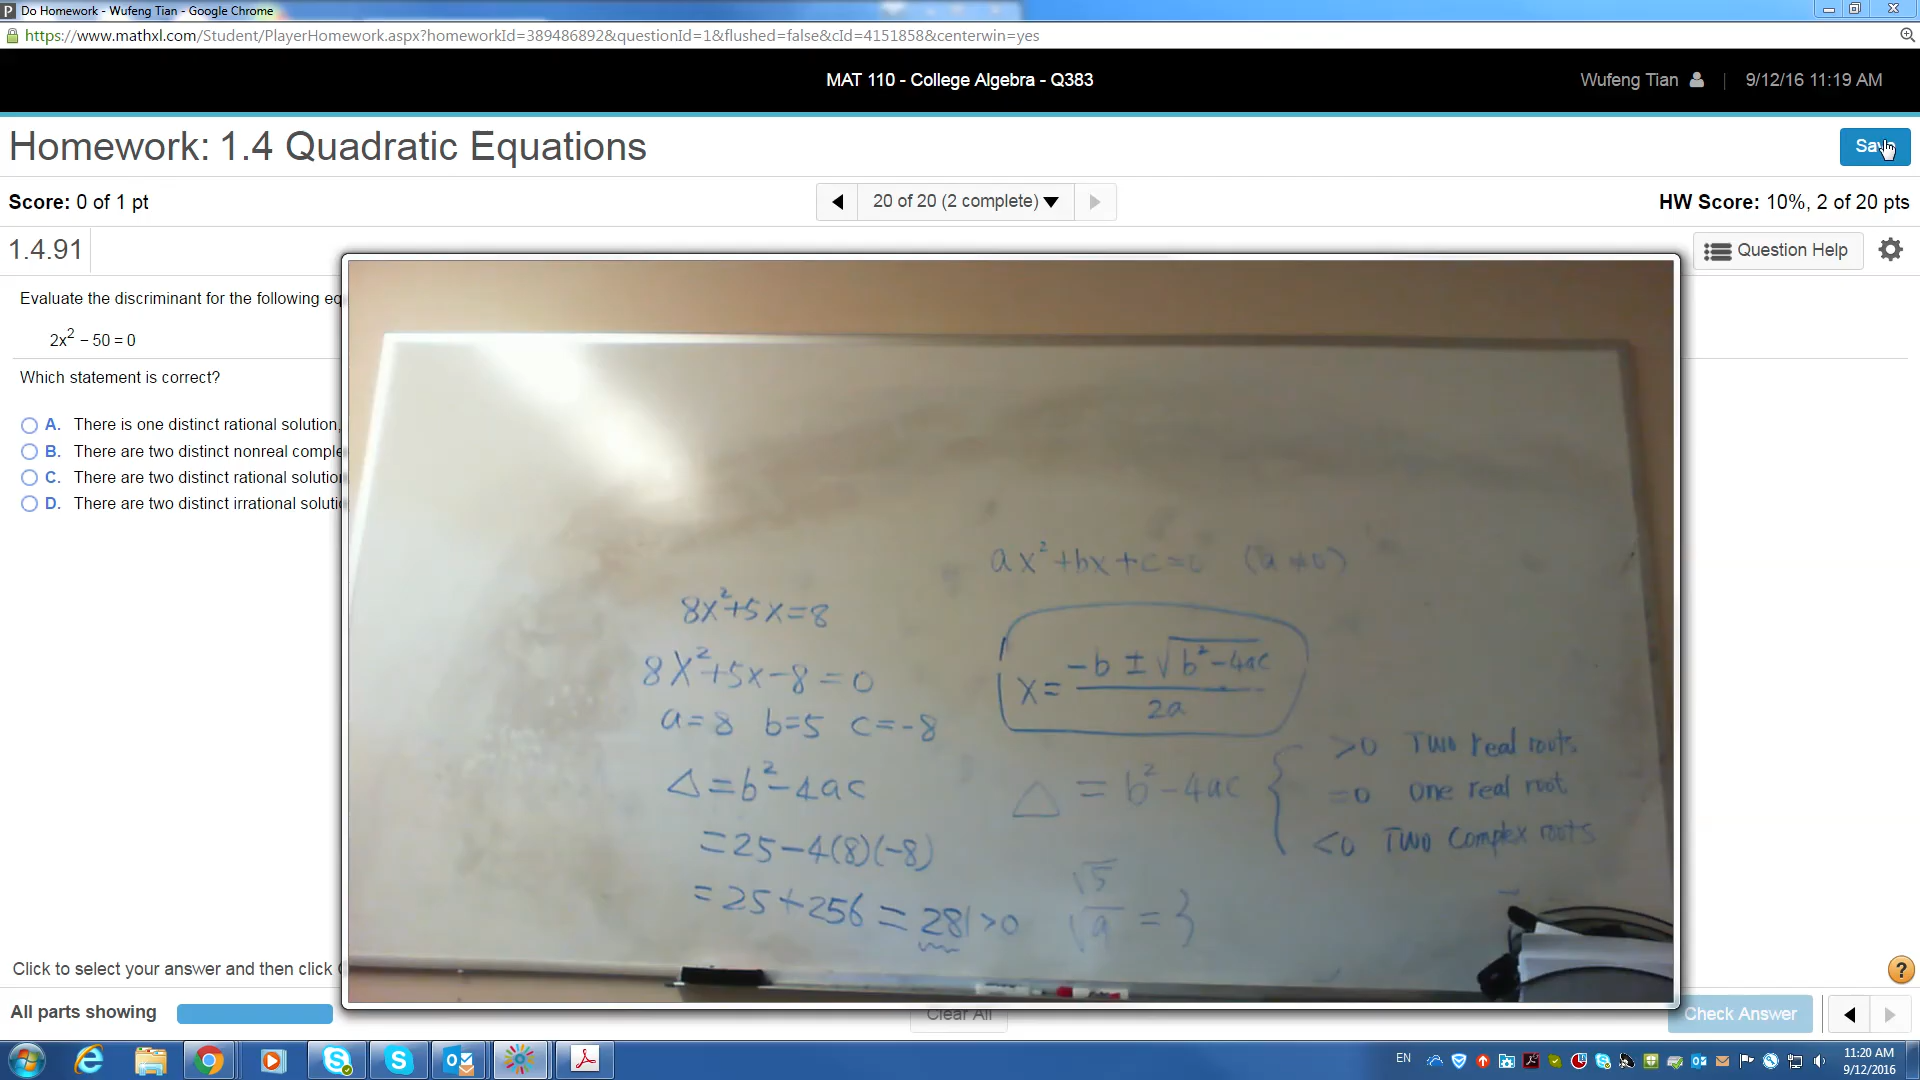 Do Homework - Wufeng Tian - Google Chrome
https://www.mathxl.com/Student/PlayerHomework.aspx?homeworkId=389486892&questionId=1&flushed=false&cId=4151858&centerwin=yes
MAT 110 - College Algebra - Q383
Wufeng Tian | 9/12/16 11:19 AM
Homework: 1.4 Quadratic Equations
Score: 0 of 1 pt
20 of 20 (2 complete)
HW Score: 10%, 2 of 20 pts
1.4.91
Question Help
Evaluate the discriminant for the following
2x² − 50 = 0
Which statement is correct?
A. There is one distinct rational solution
B. There are two distinct nonreal
C. There are two distinct rational
D. There are two distinct irrational
ax²+bx+c=0 (a≠0)
8x²+5x=8
8x²+5x-8=0
a=8 b=5 c=-8
△=b²-4ac
=25-4(8)(-8)
=25+256=281>0
x= -b±√b²-4ac / 2a
△ = b²-4ac {
>0 Two real roots
=0 one real root
<0 Two complex roots
√5
√9 = 3
Click to select your answer and then click
All parts showing
Clear All
Check Answer
?
EN
11:20 AM
9/12/2016